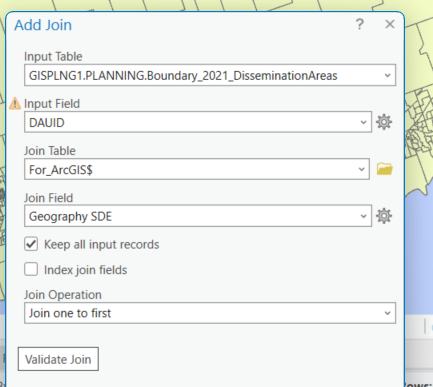 Add Join
? ×
Input Table
GISPLNG1.PLANNING.Boundary_2021_DisseminationAreas
Input Field
DAUID
Join Table
For_ArcGIS$
Join Field
Geography SDE
Keep all input records
Index join fields
Join Operation
Join one to first
Validate Join